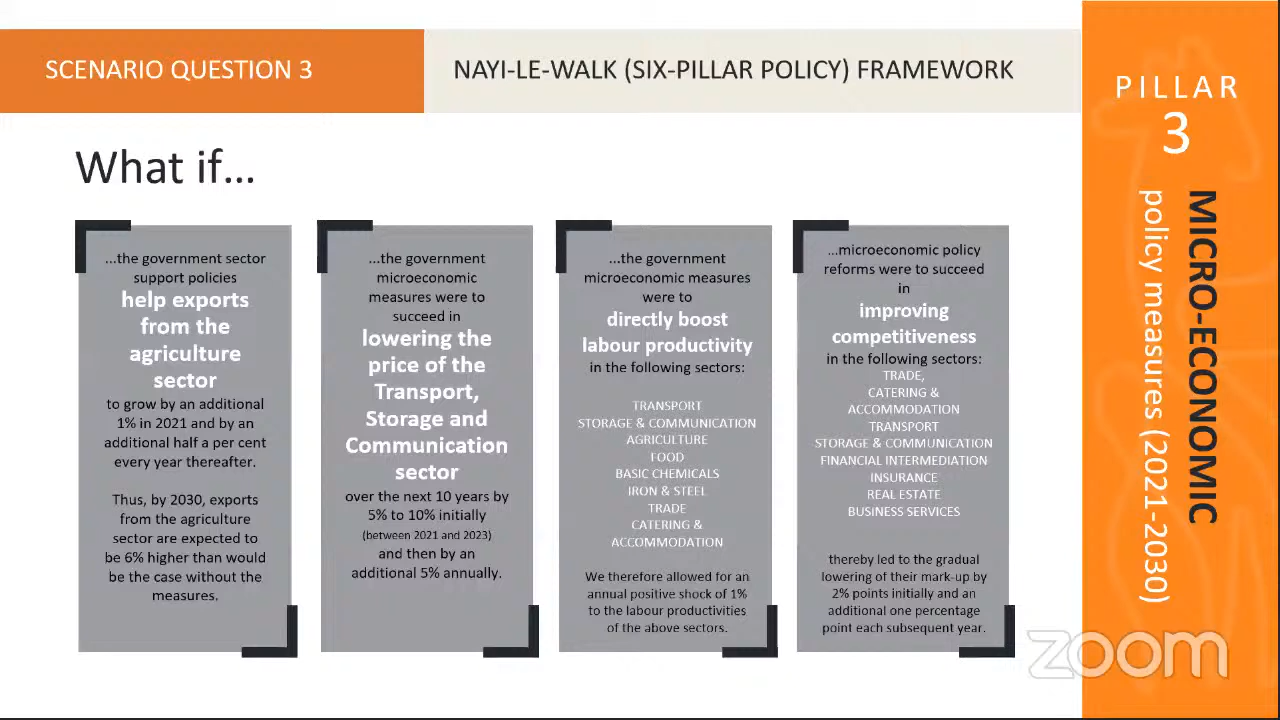 SCENARIO QUESTION 3
NAYI-LE-WALK (SIX-PILLAR POLICY) FRAMEWORK
What if...
...the government sector
support policies
help exports
from the
agriculture
sector
to grow by an additional
1% in 2021 and by an
additional half a per cent
every year thereafter.
Thus, by 2030, exports
from the agriculture
sector are expected to
be 6% higher than would
be the case without the
measures.
...the government
microeconomic
measures were to
succeed in
lowering the
price of the
Transport,
Storage and
Communication
sector
over the next 10 years by
5% to 10% initially
(between 2021 and 2023)
and then by an
additional 5% annually.
...the government
microeconomic measures
were to
directly boost
labour productivity
in the following sectors:
TRANSPORT
STORAGE & COMMUNICATION
AGRICULTURE
FOOD
BASIC CHEMICALS
IRON & STEEL
TRADE
CATERING &
ACCOMMODATION
We therefore allowed for an
annual positive shock of 1%
to the labour productivities
of the above sectors.
...microeconomic policy
reforms were to succeed
in
improving
competitiveness
in the following sectors:
TRADE,
CATERING &
ACCOMMODATION
TRANSPORT
STORAGE & COMMUNICATION
FINANCIAL INTERMEDIATION
INSURANCE
REAL ESTATE
BUSINESS SERVICES
thereby led to the gradual
lowering of their mark-up by
2% points initially and an
additional one percentage
point each subsequent year.
PILLAR
3
MICRO-ECONOMIC
policy measures (2021-2030)
zoom